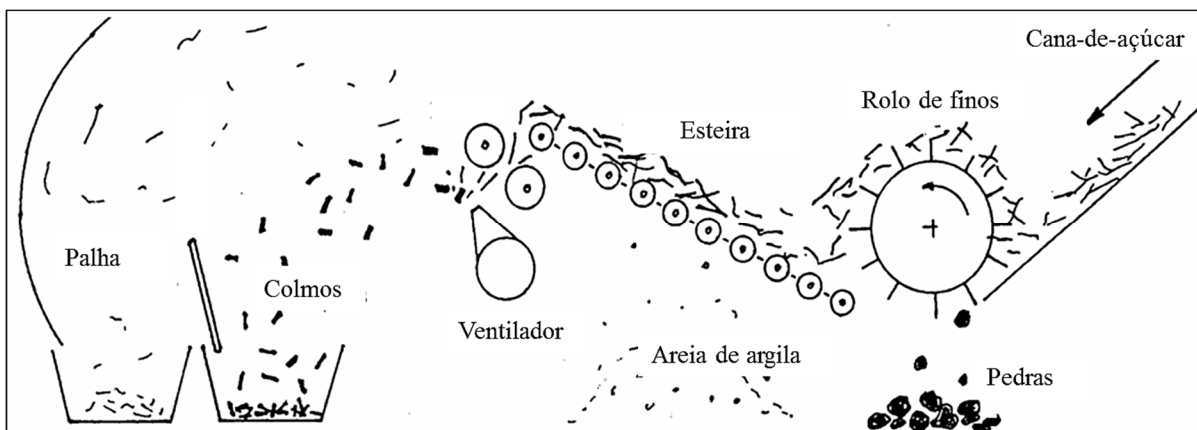 Cana-de-açúcar
Rolo de finos
Esteira
Palha
Colmos
Ventilador
Areia de argila
Pedras